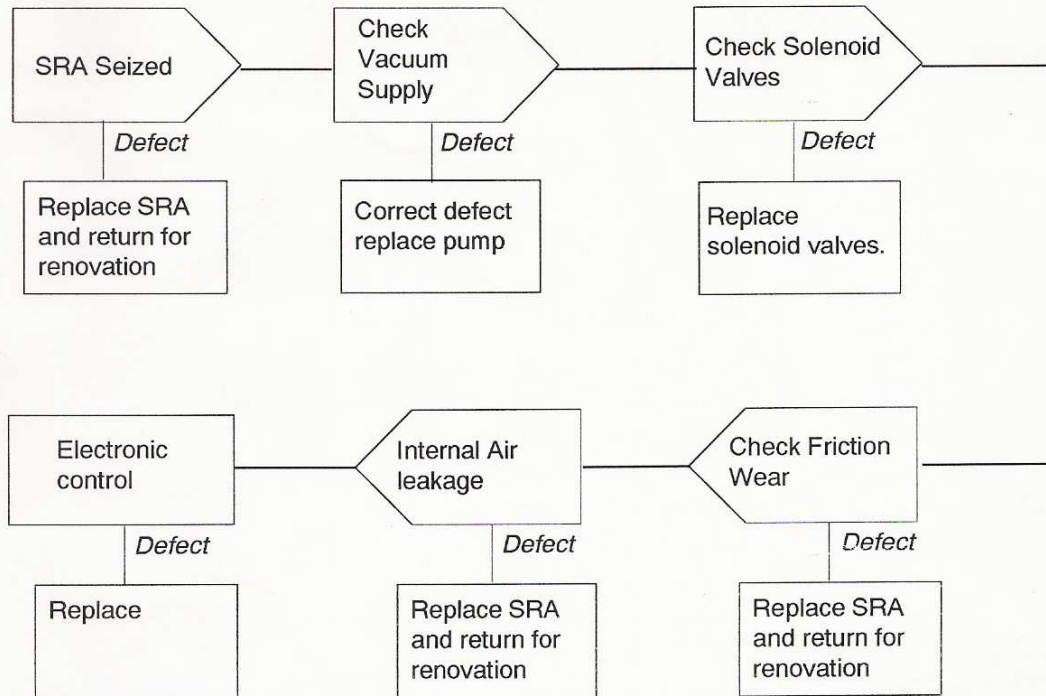 SRA Seized
Check
Vacuum
Supply
Check Solenoid
Valves
Defect
Defect
Defect
Replace SRA
and return for
renovation
Correct defect
replace pump
Replace
solenoid valves.
Electronic
control
Internal Air
leakage
Check Friction
Wear
Defect
Defect
Defect
Replace
Replace SRA
and return for
renovation
Replace SRA
and return for
renovation